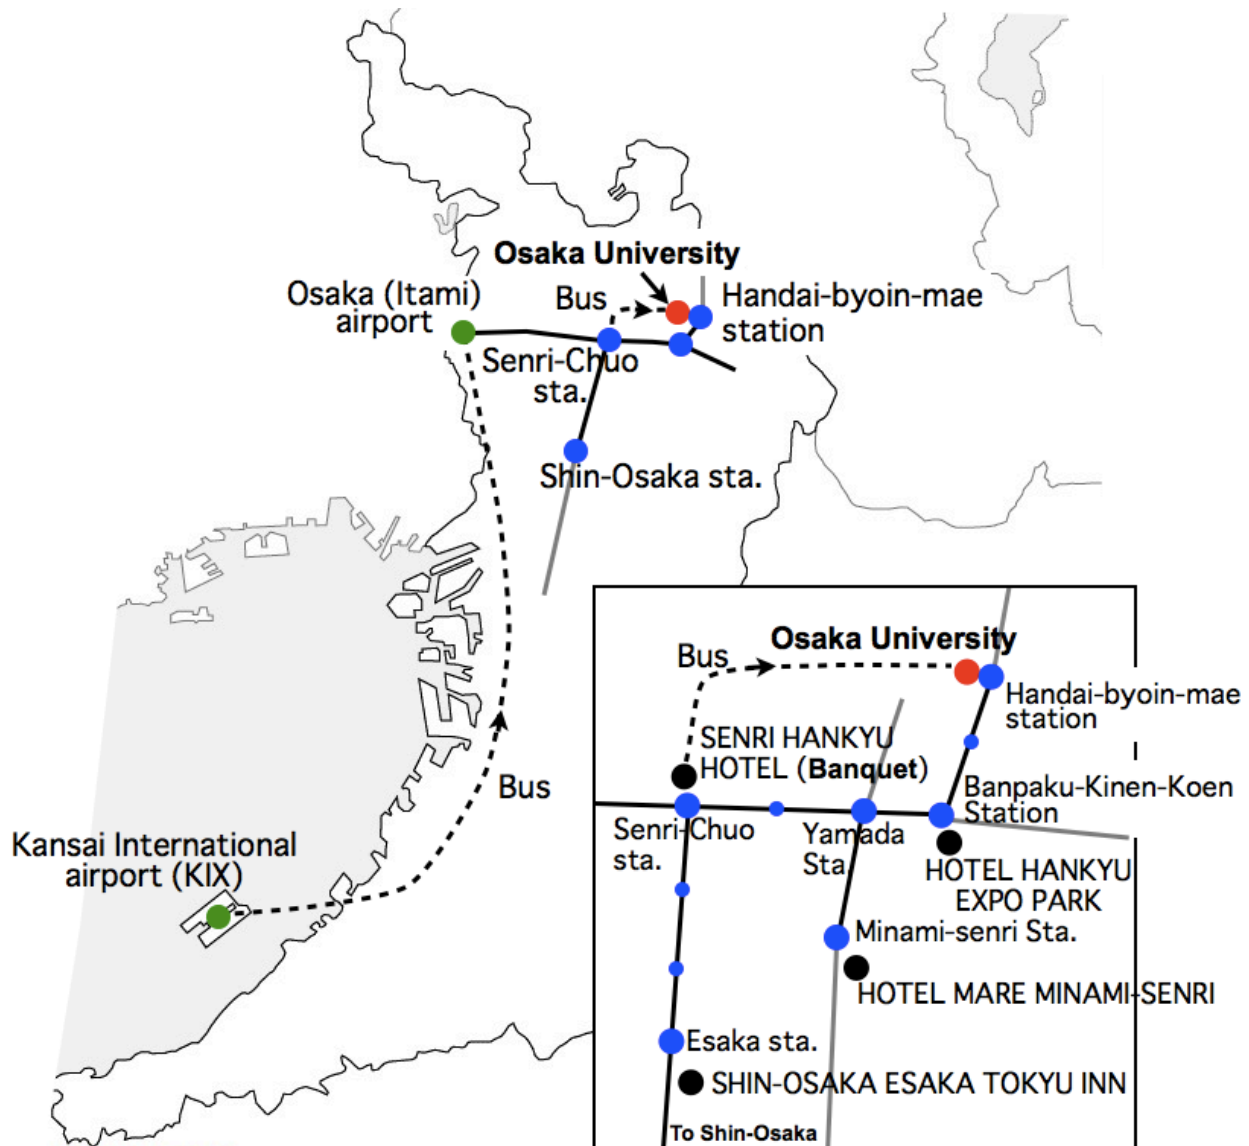 Osaka University
Osaka (Itami)
airport
Bus
Handai-byoin-mae
station
Senri-Chuo
sta.
Shin-Osaka sta.
Bus
Kansai International
airport (KIX)
Osaka University
Bus
Handai-byoin-mae
station
SENRI HANKYU
HOTEL (Banquet)
Banpaku-Kinen-Koen
Station
Senri-Chuo
sta.
Yamada
Sta.
HOTEL HANKYU
EXPO PARK
Minami-senri Sta.
HOTEL MARE MINAMI-SENRI
Esaka sta.
SHIN-OSAKA ESAKA TOKYU INN
To Shin-Osaka